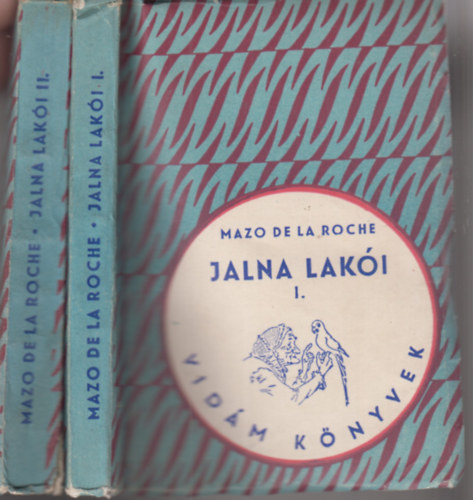 MAZO DE LA ROCHE • JALNA LAKÓI II.
MAZO DE LA ROCHE • JALNA LAKÓI I.
MAZO DE LA ROCHE
JALNA LAKÓI
I.
VIDÁM KÖNYVEK